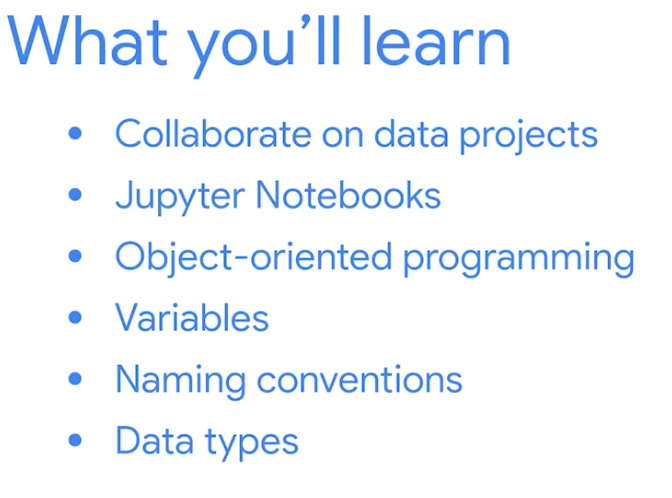 What you’ll learn
• Collaborate on data projects
• Jupyter Notebooks
• Object-oriented programming
• Variables
• Naming conventions
• Data types